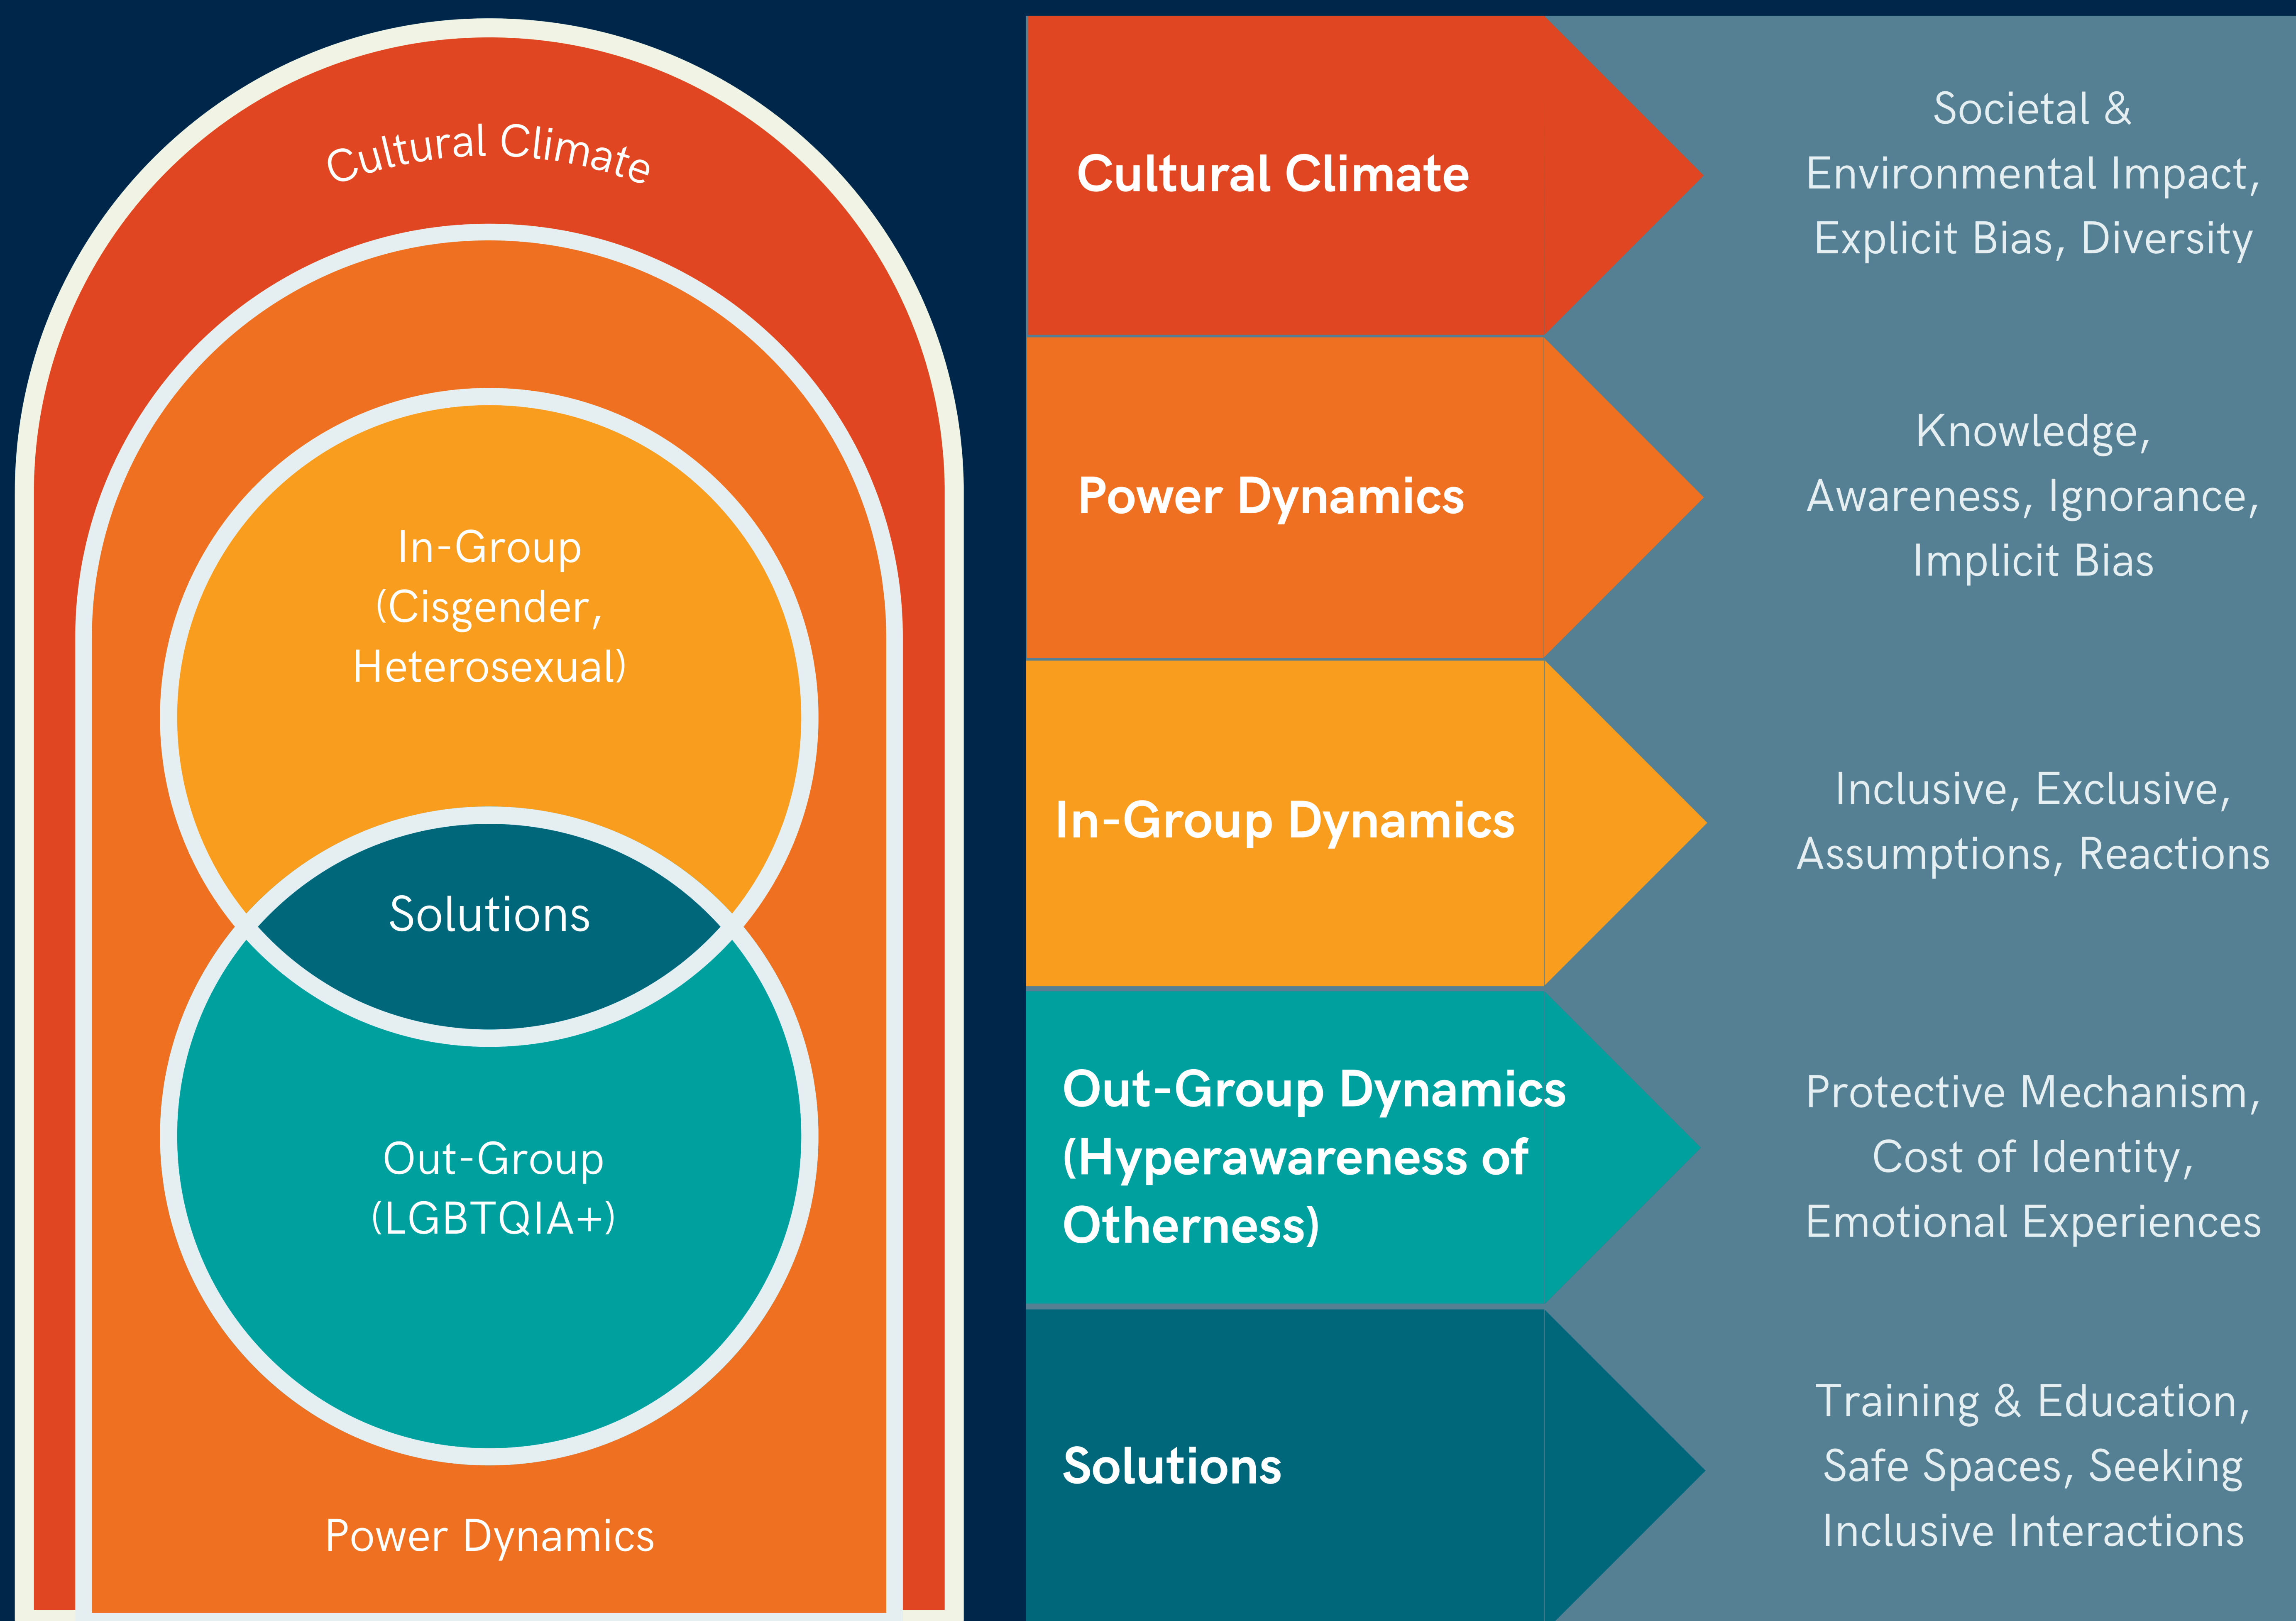 Cultural Climate
In-Group
(Cisgender,
Heterosexual)
Solutions
Out-Group
(LGBTQIA+)
Power Dynamics
Cultural Climate
Societal &
Environmental Impact,
Explicit Bias, Diversity
Power Dynamics
Knowledge,
Awareness, Ignorance,
Implicit Bias
In-Group Dynamics
Inclusive, Exclusive,
Assumptions, Reactions
Out-Group Dynamics
(Hyperawareness of
Otherness)
Protective Mechanism,
Cost of Identity,
Emotional Experiences
Solutions
Training & Education,
Safe Spaces, Seeking
Inclusive Interactions